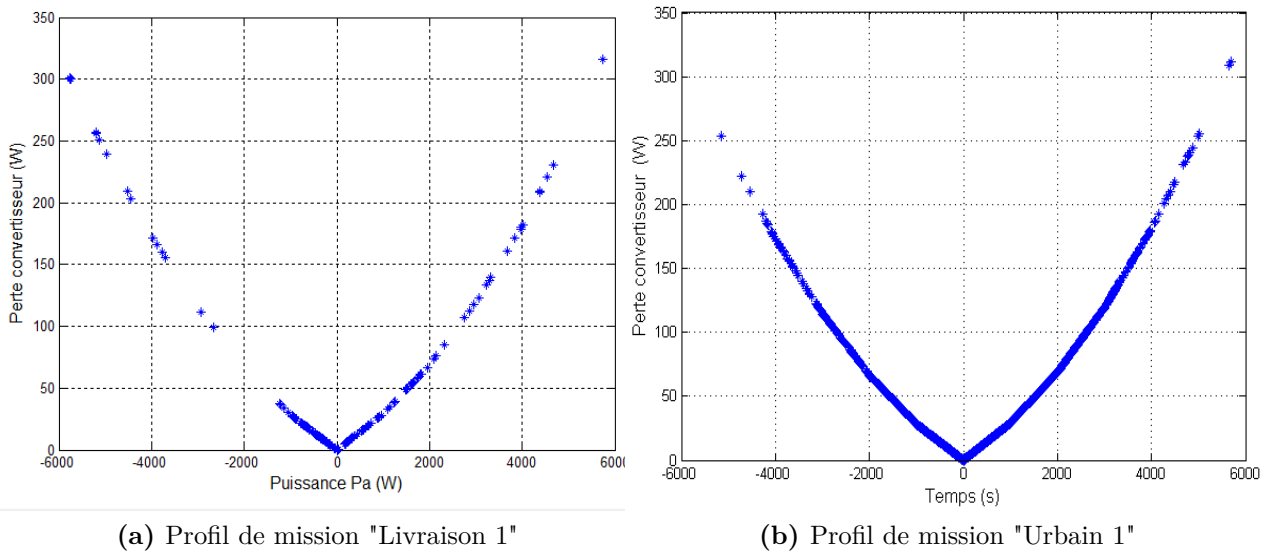 350
300
250
200
150
100
50
0
Perte convertisseur (W)
-6000 -4000 -2000 0 2000 4000 6000
Puissance Pa (W)
(a) Profil de mission "Livraison 1"
350
300
250
200
150
100
50
0
Perte convertisseur (W)
-6000 -4000 -2000 0 2000 4000 6000
Temps (s)
(b) Profil de mission "Urbain 1"